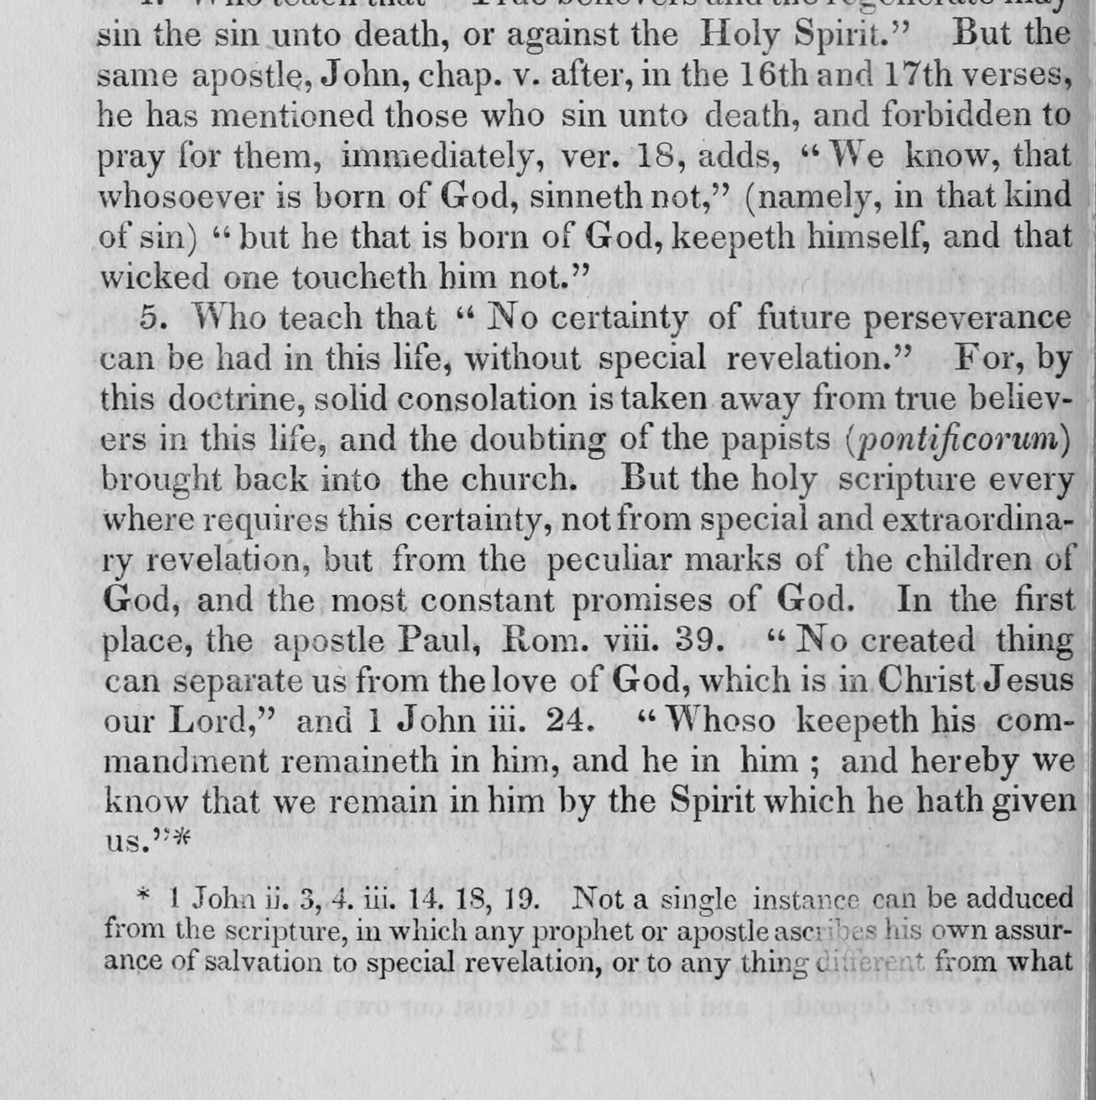 4. Who teach that "True believers and the regenerate may
sin the sin unto death, or against the Holy Spirit." But the
same apostle, John, chap. v. after, in the 16th and 17th verses,
he has mentioned those who sin unto death, and forbidden to
pray for them, immediately, ver. 18, adds, "We know, that
whosoever is born of God, sinneth not," (namely, in that kind
of sin) "but he that is born of God, keepeth himself, and that
wicked one toucheth him not."
5. Who teach that "No certainty of future perseverance
can be had in this life, without special revelation." For, by
this doctrine, solid consolation is taken away from true believ-
ers in this life, and the doubting of the papists (pontificorum)
brought back into the church. But the holy scripture every
where requires this certainty, not from special and extraordina-
ry revelation, but from the peculiar marks of the children of
God, and the most constant promises of God. In the first
place, the apostle Paul, Rom. viii. 39. "No created thing
can separate us from the love of God, which is in Christ Jesus
our Lord," and 1 John iii. 24. "Whoso keepeth his com-
mandment remaineth in him, and he in him; and hereby we
know that we remain in him by the Spirit which he hath given
us."*
* 1 John ii. 3, 4. iii. 14. 18, 19. Not a single instance can be adduced
from the scripture, in which any prophet or apostle ascribes his own assur-
ance of salvation to special revelation, or to any thing different from what